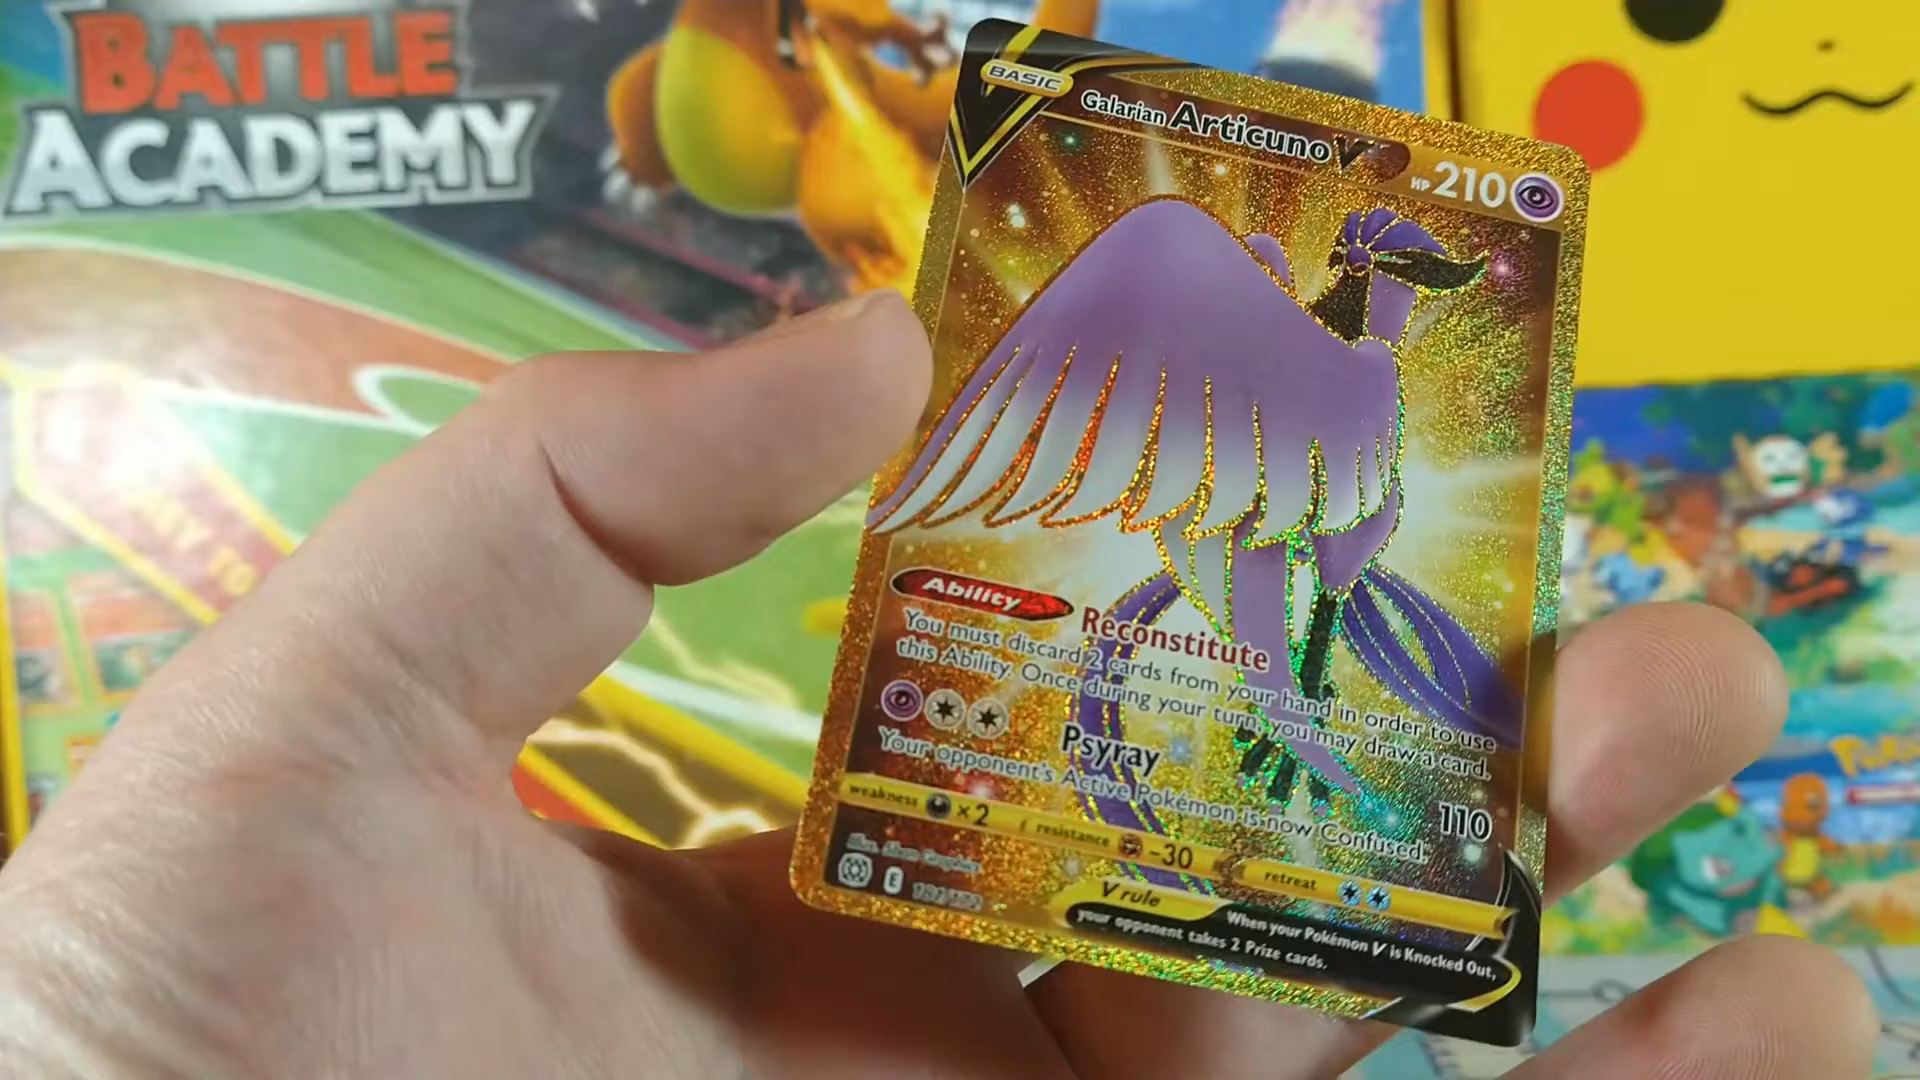 BATTLE
ACADEMY
BASIC
Galarian Articuno V
HP 210
Ability Reconstitute
You must discard 2 cards from your hand in order to use
this Ability. Once during your turn, you may draw a card.
Psyray
110
Your opponent's Active Pokémon is now Confused.
weakness ×2 resistance -30 retreat
E
V rule
When your Pokémon V is Knocked Out,
your opponent takes 2 Prize cards.